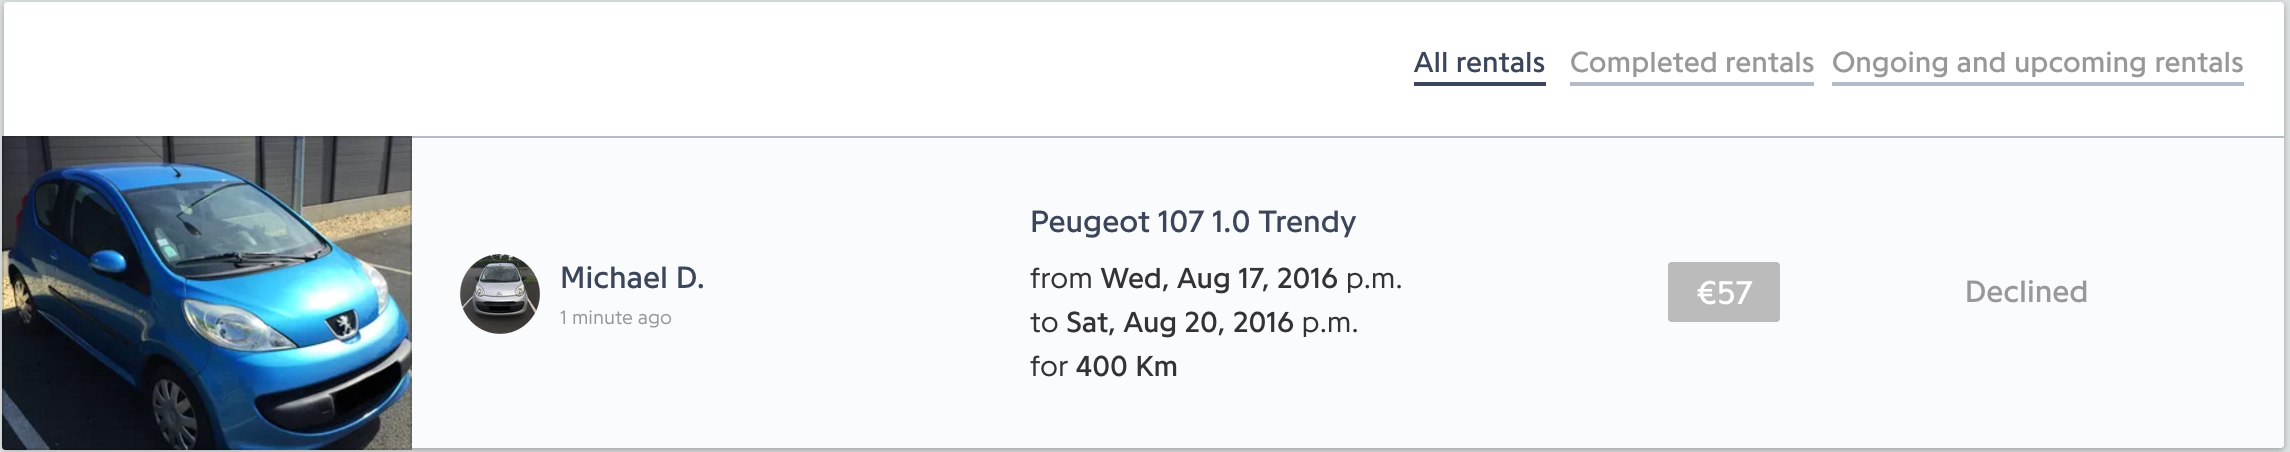 All rentals Completed rentals Ongoing and upcoming rentals
Peugeot 107 1.0 Trendy
Michael D.
1 minute ago
from Wed, Aug 17, 2016 p.m.
to Sat, Aug 20, 2016 p.m.
for 400 Km
€57
Declined